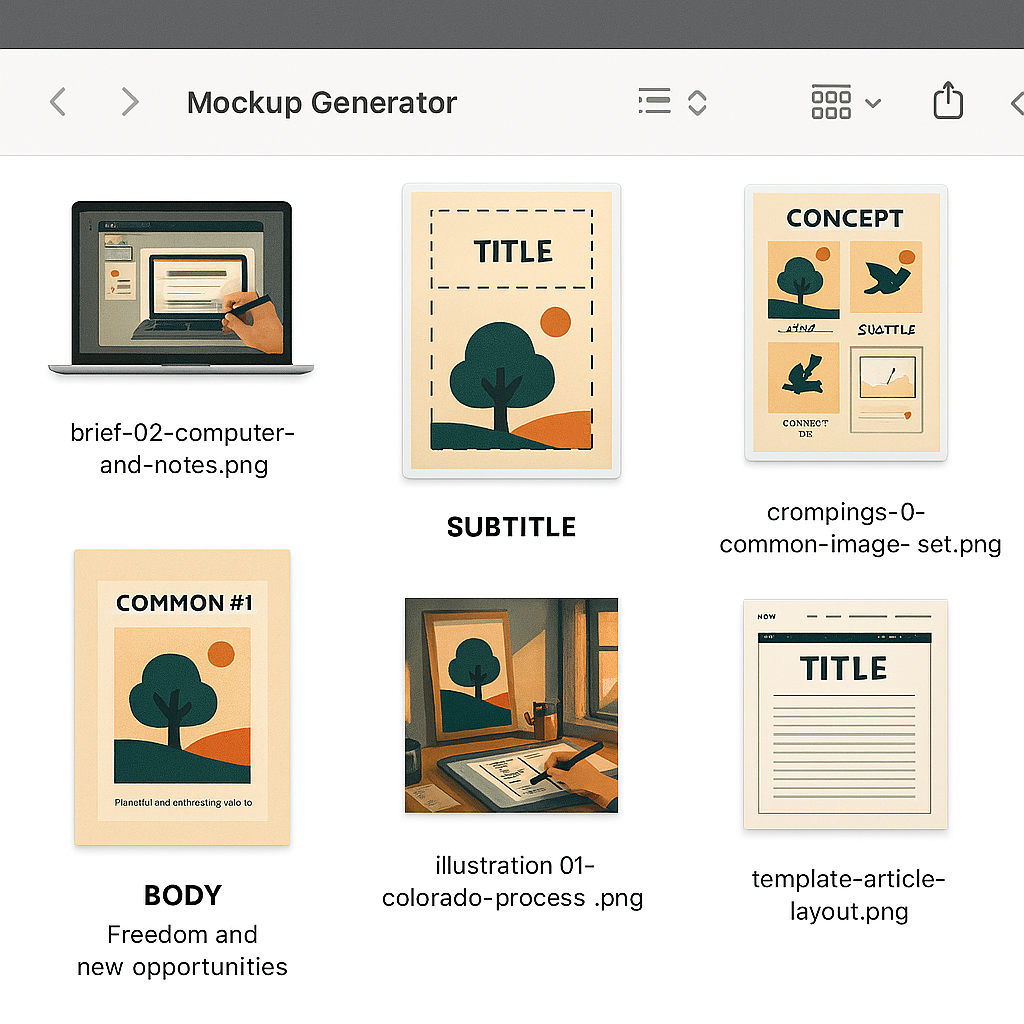 Mockup Generator
TITLE
CONCEPT
SUOTTLE
CONNECT
DE
brief-02-computer-
and-notes.png
SUBTITLE
crompings-0-
common-image- set.png
COMMON #1
Planetful and enthresting valo to
NOW
TITLE
BODY
Freedom and
new opportunities
illustration 01-
colorado-process .png
template-article-
layout.png